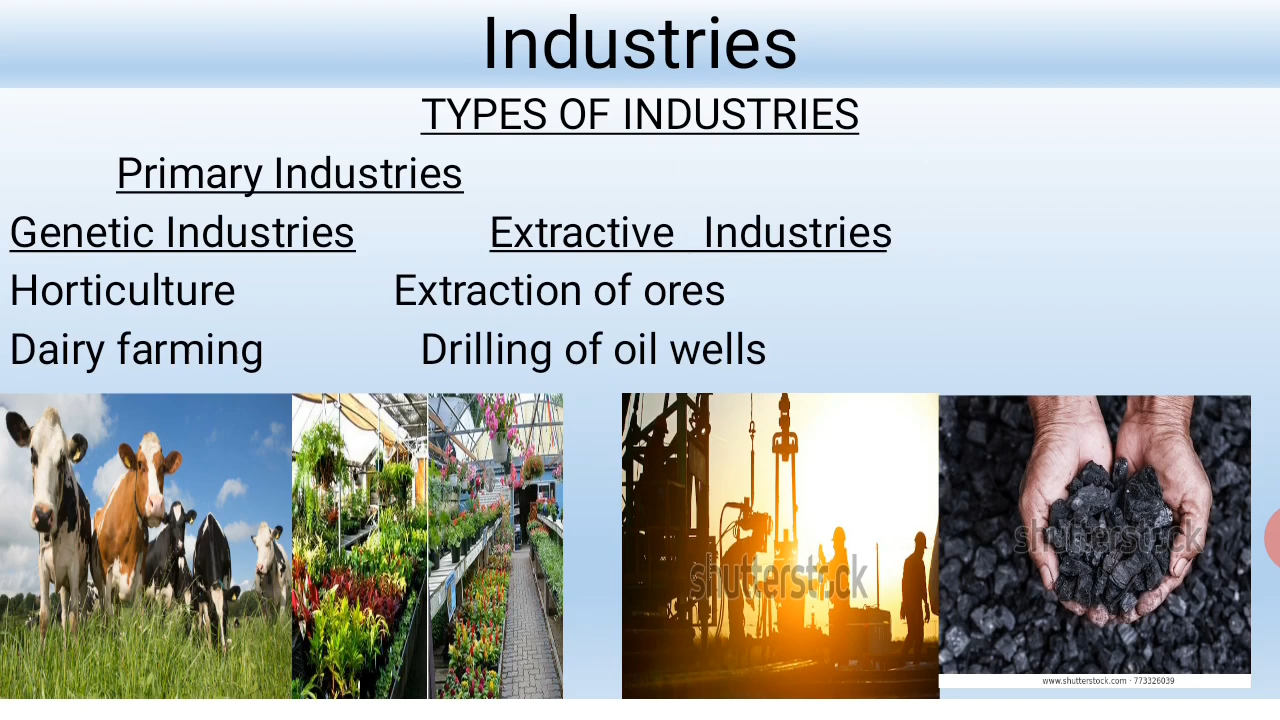 Industries
TYPES OF INDUSTRIES
Primary Industries
Genetic Industries Extractive Industries
Horticulture Extraction of ores
Dairy farming Drilling of oil wells
shutterstock
shutterstock
www.shutterstock.com · 773326039